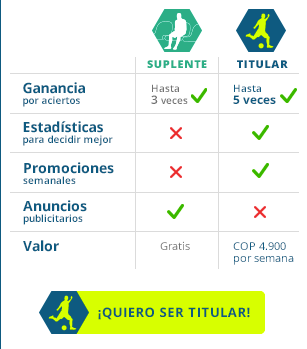 SUPLENTE TITULAR
Ganancia
por aciertos
Hasta
3 veces
Hasta
5 veces
Estadísticas
para decidir mejor
Promociones
semanales
Anuncios
publicitarios
Valor
Gratis
COP 4.900
por semana
¡QUIERO SER TITULAR!